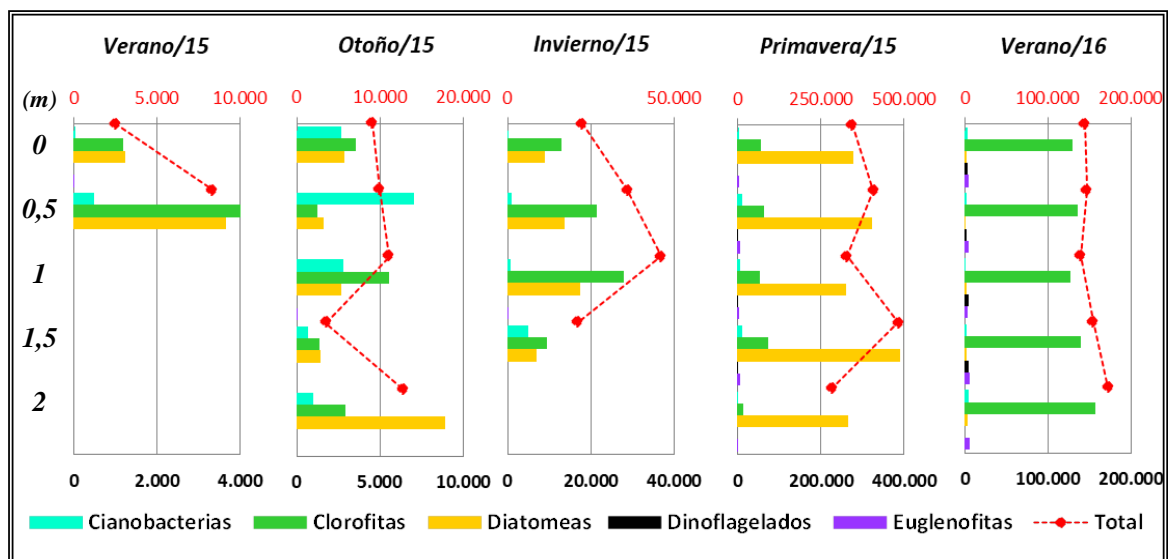 Verano/15 Otoño/15 Invierno/15 Primavera/15 Verano/16
(m) 0 5.000 10.000 0 10.000 20.000 0 50.000 0 250.000 500.000 0 100.000 200.000
0
0,5
1
1,5
2
0 2.000 4.000 0 5.000 10.000 0 20.000 40.000 0 200.000 400.000 0 100.000 200.000
Cianobacterias Clorofitas Diatomeas Dinoflagelados Euglenofitas Total